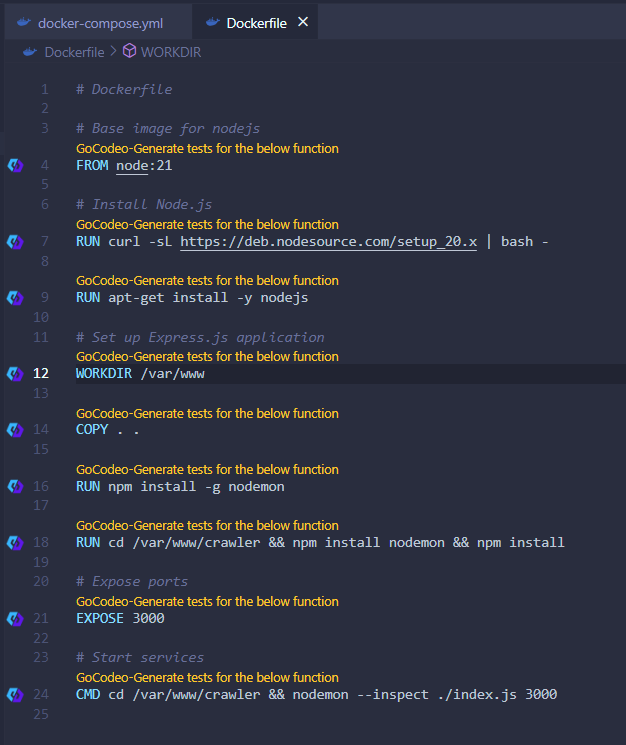 docker-compose.yml Dockerfile
Dockerfile > WORKDIR
1 # Dockerfile
2
3 # Base image for nodejs
GoCodeo-Generate tests for the below function
4 FROM node:21
5
6 # Install Node.js
GoCodeo-Generate tests for the below function
7 RUN curl -sL https://deb.nodesource.com/setup_20.x | bash -
8
GoCodeo-Generate tests for the below function
9 RUN apt-get install -y nodejs
10
11 # Set up Express.js application
GoCodeo-Generate tests for the below function
12 WORKDIR /var/www
13
GoCodeo-Generate tests for the below function
14 COPY . .
15
GoCodeo-Generate tests for the below function
16 RUN npm install -g nodemon
17
GoCodeo-Generate tests for the below function
18 RUN cd /var/www/crawler && npm install nodemon && npm install
19
20 # Expose ports
GoCodeo-Generate tests for the below function
21 EXPOSE 3000
22
23 # Start services
GoCodeo-Generate tests for the below function
24 CMD cd /var/www/crawler && nodemon --inspect ./index.js 3000
25